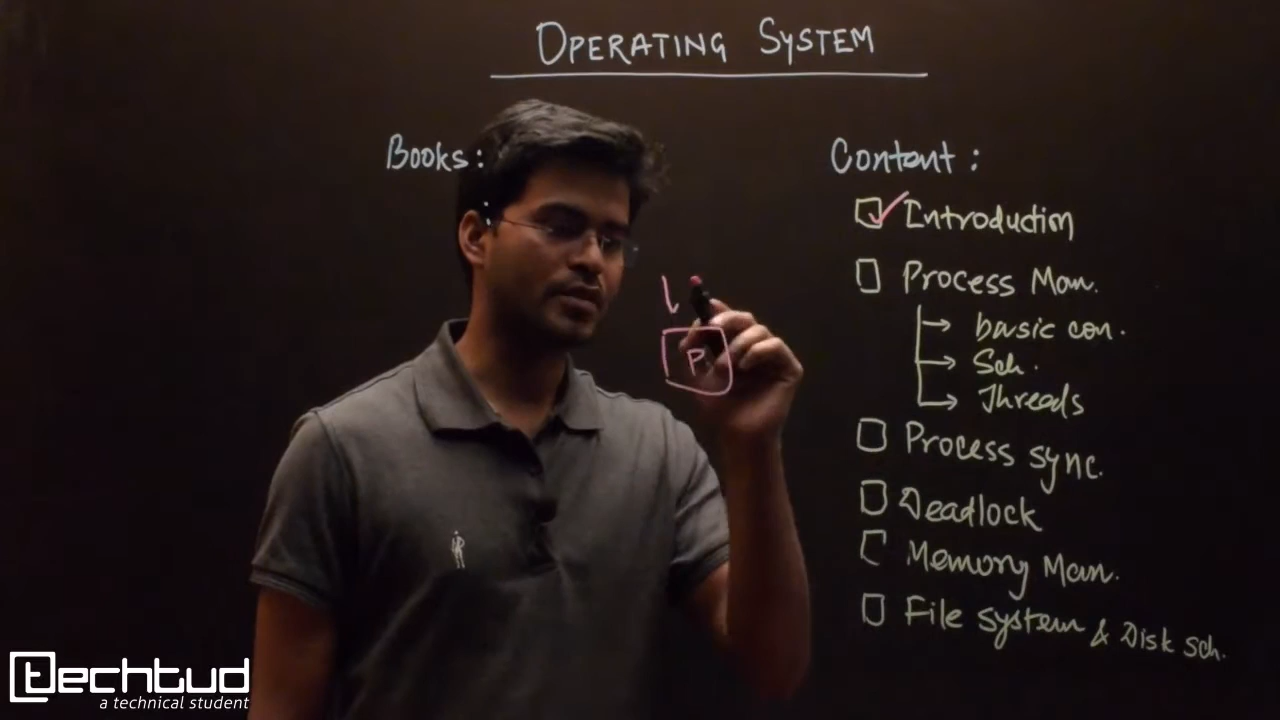 OPERATING SYSTEM
Books:
Content:
Introduction
Process Man.
basic con.
Sch.
Threads
Process sync.
Deadlock
Memory Man.
File system & Disk sch.
P
techtud
a technical student